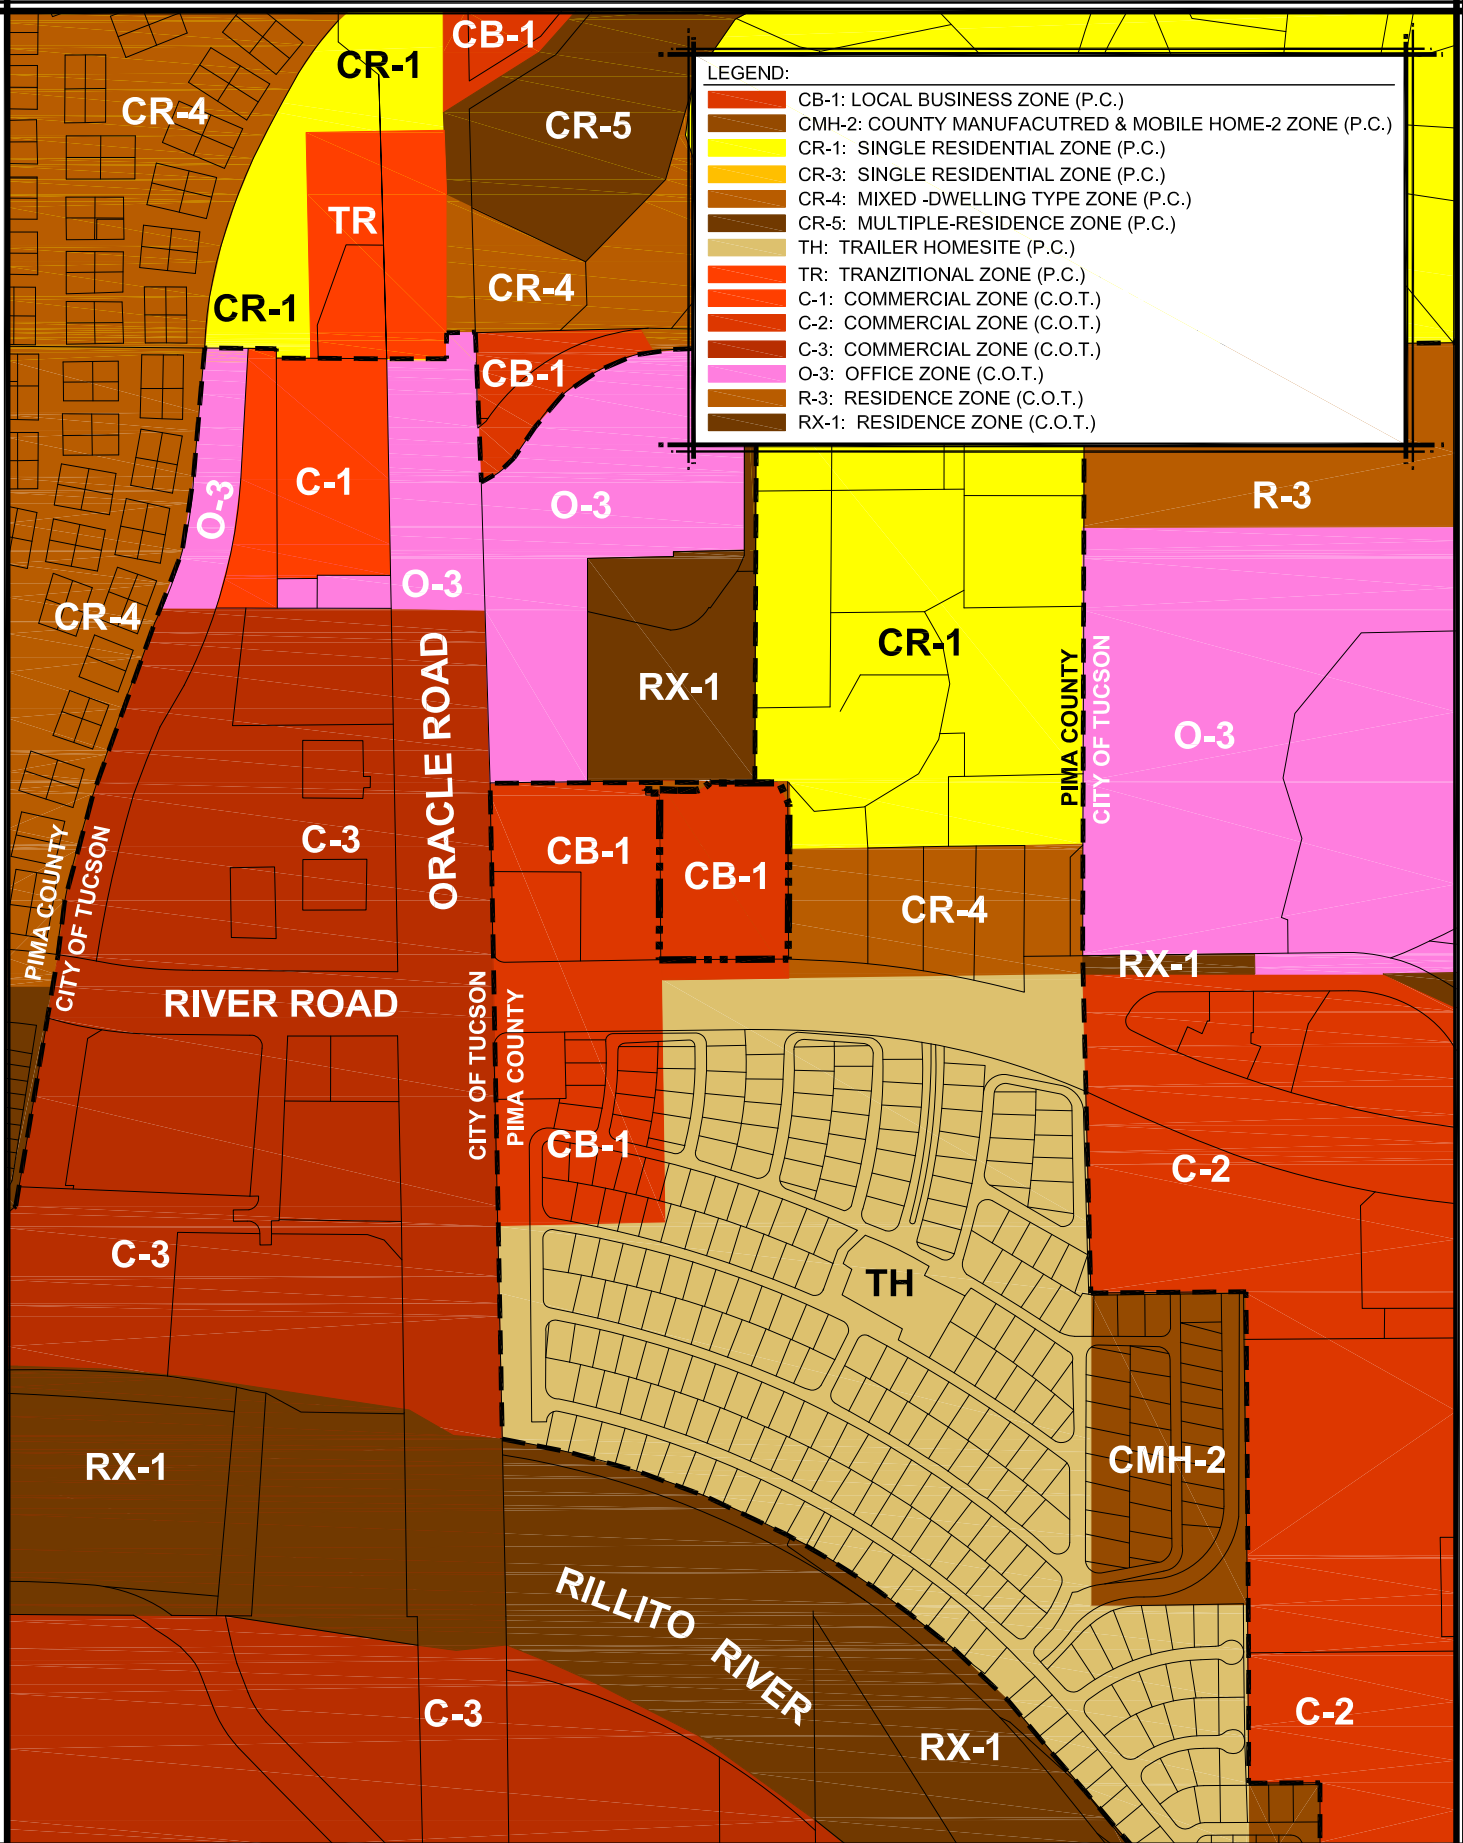 CB-1
CR-1
CR-4
CR-5
LEGEND:
CB-1: LOCAL BUSINESS ZONE (P.C.)
CMH-2: COUNTY MANUFACUTRED & MOBILE HOME-2 ZONE (P.C.)
CR-1: SINGLE RESIDENTIAL ZONE (P.C.)
CR-3: SINGLE RESIDENTIAL ZONE (P.C.)
CR-4: MIXED -DWELLING TYPE ZONE (P.C.)
CR-5: MULTIPLE-RESIDENCE ZONE (P.C.)
TH: TRAILER HOMESITE (P.C.)
TR: TRANZITIONAL ZONE (P.C.)
C-1: COMMERCIAL ZONE (C.O.T.)
C-2: COMMERCIAL ZONE (C.O.T.)
C-3: COMMERCIAL ZONE (C.O.T.)
O-3: OFFICE ZONE (C.O.T.)
R-3: RESIDENCE ZONE (C.O.T.)
RX-1: RESIDENCE ZONE (C.O.T.)
TR
CR-4
CR-1
CB-1
C-1
O-3
O-3
R-3
O-3
CR-4
CR-1
RX-1
PIMA COUNTY
CITY OF TUCSON
O-3
ORACLE ROAD
C-3
CB-1
CB-1
CR-4
PIMA COUNTY
CITY OF TUCSON
RX-1
RIVER ROAD
CITY OF TUCSON
PIMA COUNTY
CB-1
C-2
C-3
TH
RX-1
CMH-2
RILLITO RIVER
C-3
RX-1
C-2